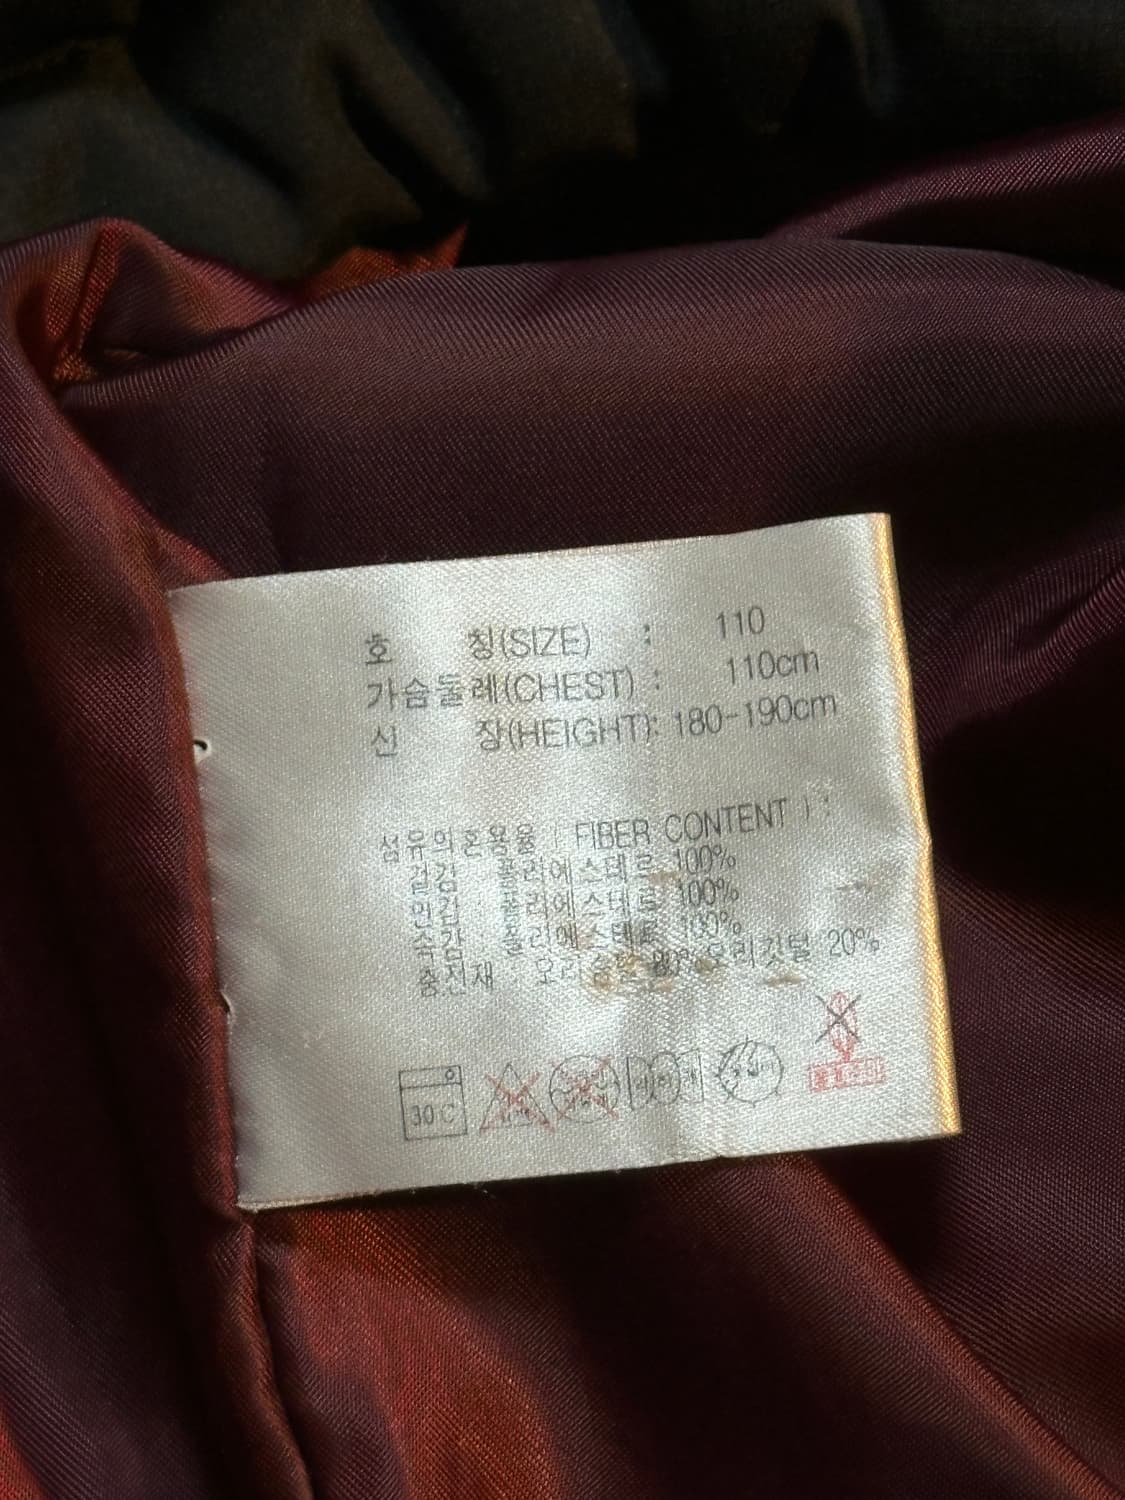 호 칭(SIZE) : 110
가슴둘레(CHEST) : 110cm
신 장(HEIGHT): 180-190cm
섬유의혼용율 ( FIBER CONTENT ) :
겉감 : 폴리에스테르 100%
안감 : 폴리에스테르 100%
속감 폴리에스테르 100%
충전재 오리솜털 80% 오리깃털 20%
30°C